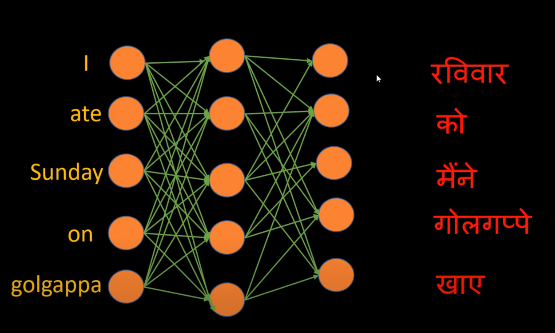 I
ate
Sunday
on
golgappa
रविवार
को
मैंने
गोलगप्पे
खाए